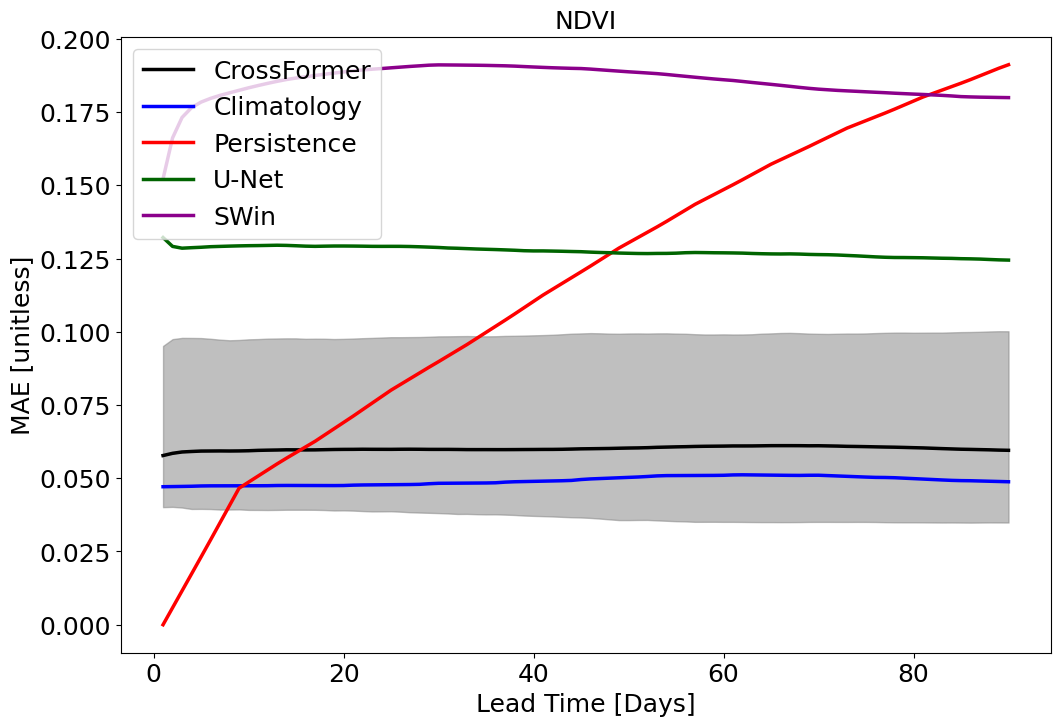 NDVI
CrossFormer
Climatology
Persistence
U-Net
SWin
0.200
0.175
0.150
0.125
0.100
0.075
0.050
0.025
0.000
MAE [unitless]
0 20 40 60 80
Lead Time [Days]